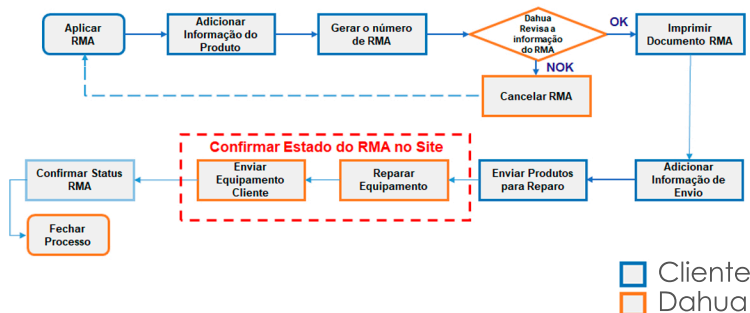 Aplicar
RMA
Adicionar
Informação do
Produto
Gerar o número
de RMA
Dahua
Revisa a
informação
do RMA
OK
Imprimir
Documento RMA
NOK
Cancelar RMA
Confirmar Estado do RMA no Site
Confirmar Status
RMA
Enviar
Equipamento
Cliente
Reparar
Equipamento
Enviar Produtos
para Reparo
Adicionar
Informação de
Envio
Fechar
Processo
Cliente
Dahua